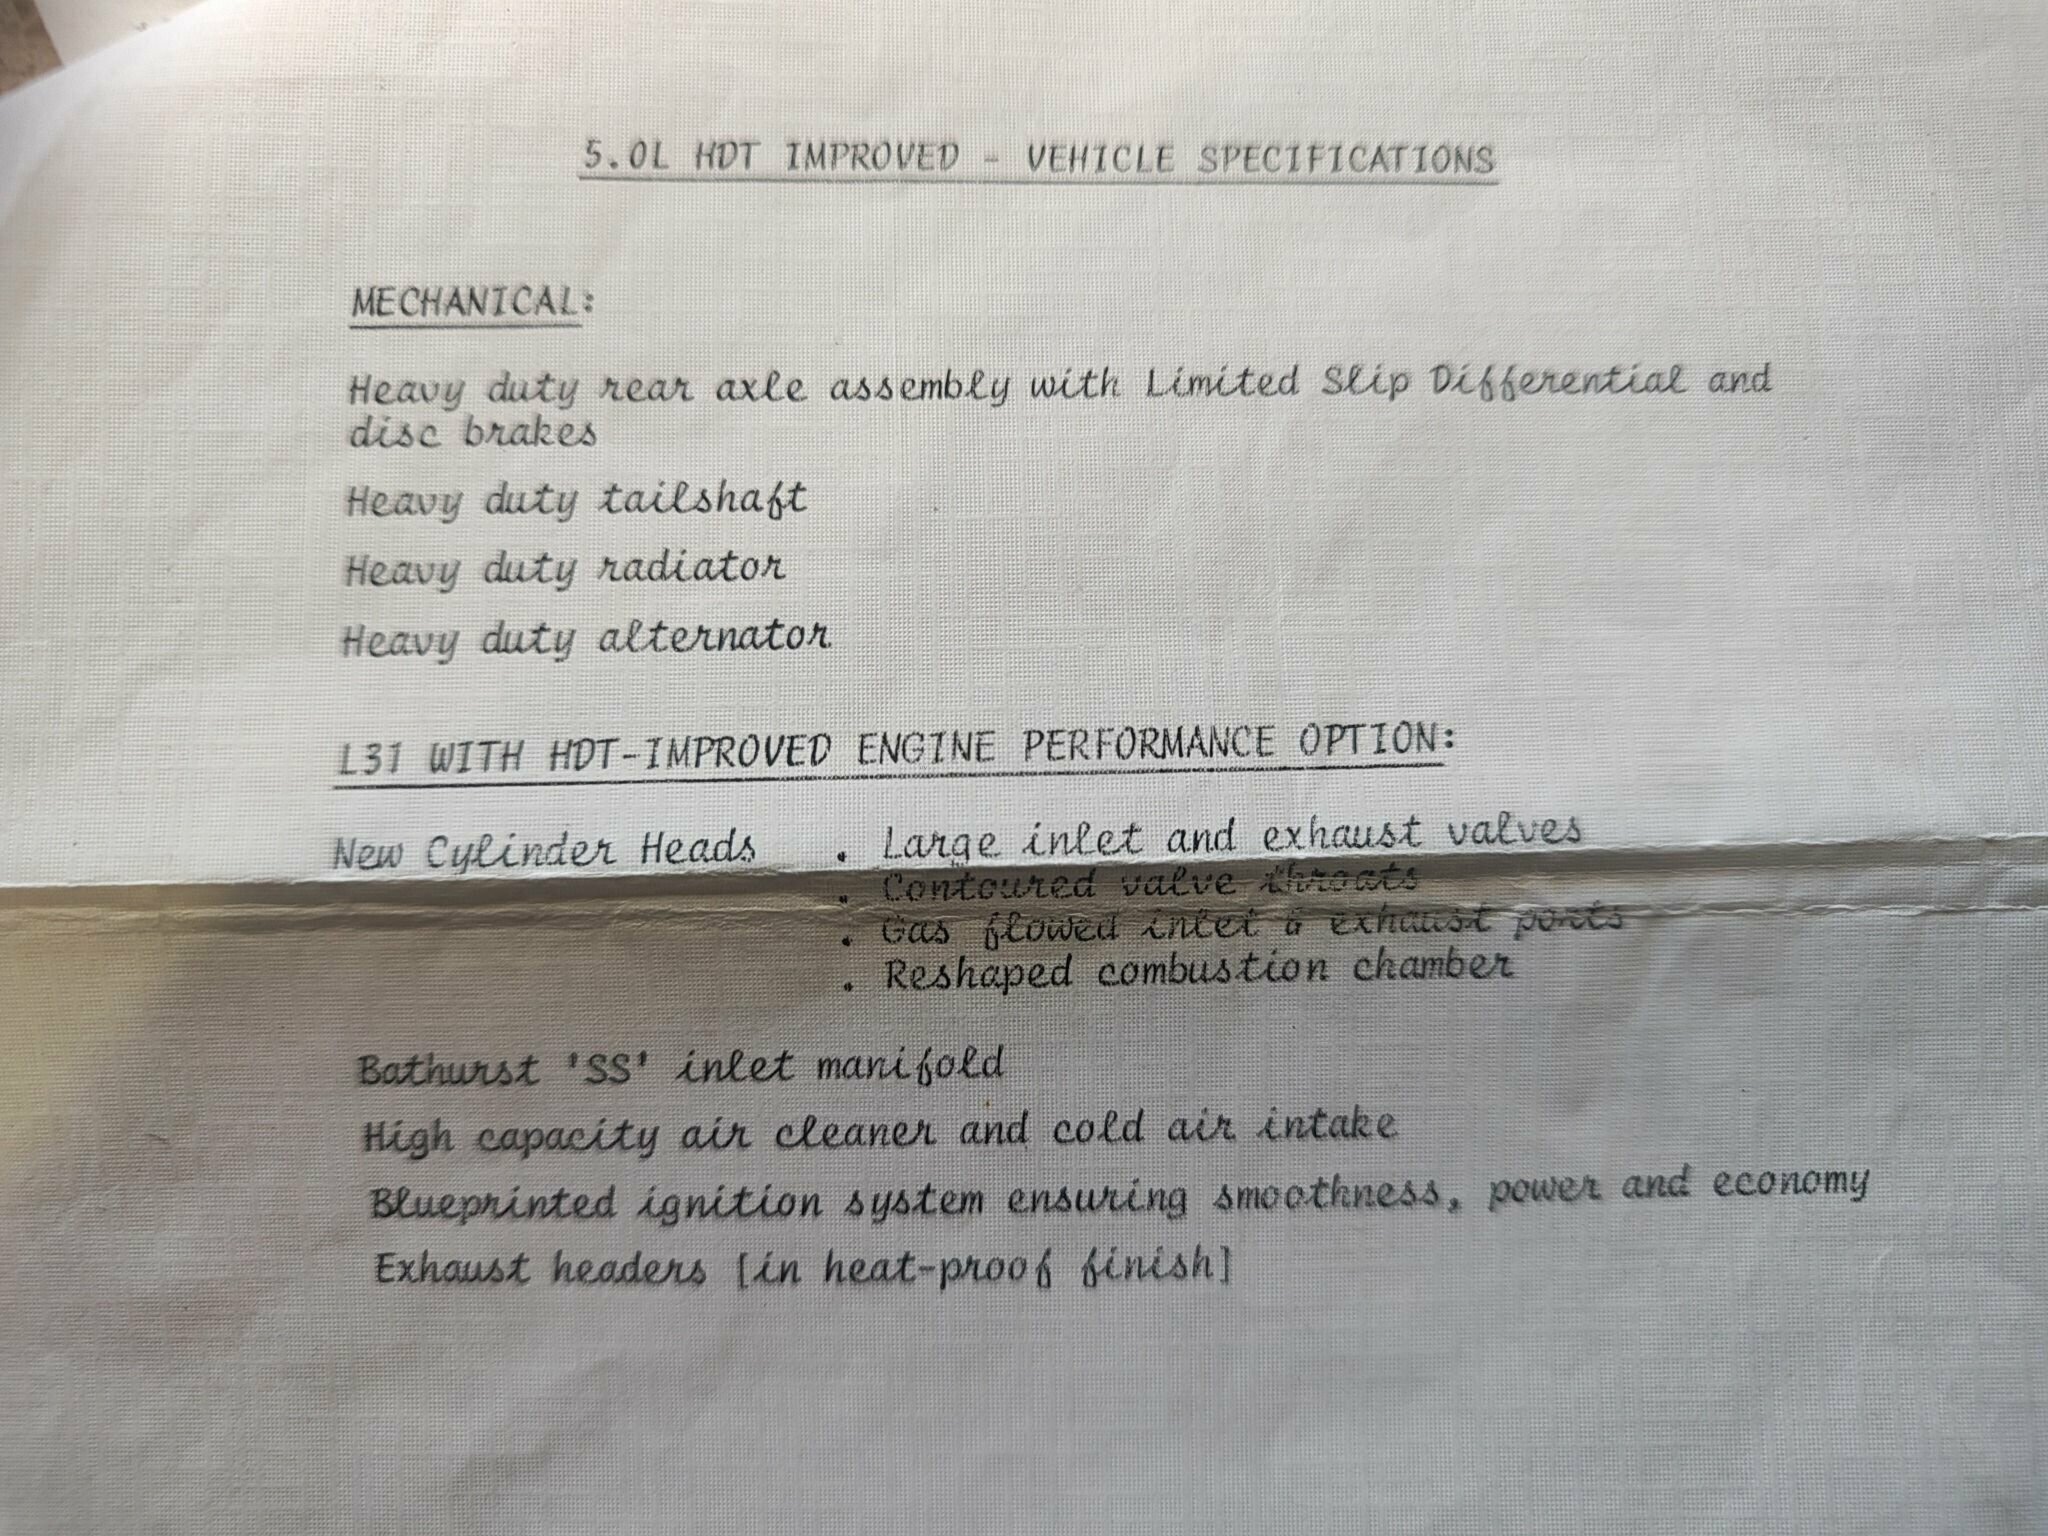 5.0L HDT IMPROVED - VEHICLE SPECIFICATIONS
MECHANICAL:
Heavy duty rear axle assembly with Limited Slip Differential and
disc brakes
Heavy duty tailshaft
Heavy duty radiator
Heavy duty alternator
L31 WITH HDT-IMPROVED ENGINE PERFORMANCE OPTION:
New Cylinder Heads . Large inlet and exhaust valves
. Contoured valve throats
. Gas flowed inlet & exhaust ports
. Reshaped combustion chamber
Bathurst 'SS' inlet manifold
High capacity air cleaner and cold air intake
Blueprinted ignition system ensuring smoothness, power and economy
Exhaust headers [in heat-proof finish]